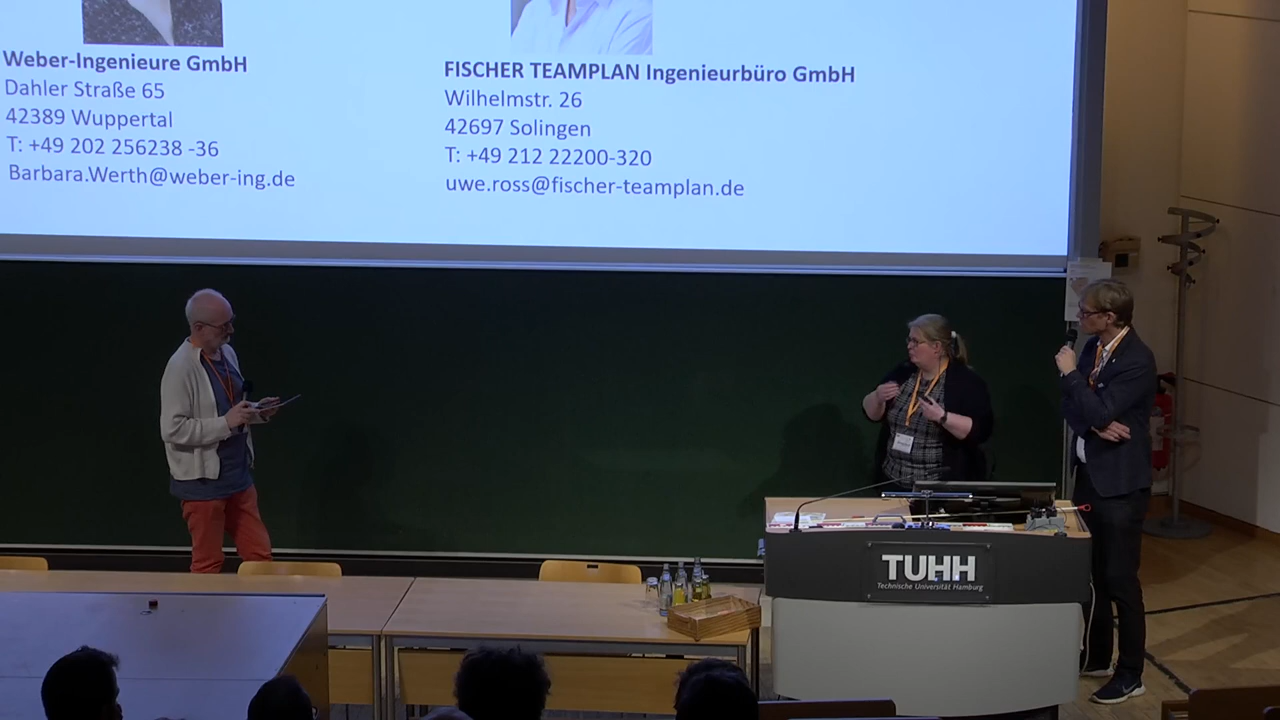 Weber-Ingenieure GmbH
Dahler Straße 65
42389 Wuppertal
T: +49 202 256238 -36
Barbara.Werth@weber-ing.de
FISCHER TEAMPLAN Ingenieurbüro GmbH
Wilhelmstr. 26
42697 Solingen
T: +49 212 22200-320
uwe.ross@fischer-teamplan.de
TUHH
Technische Universität Hamburg